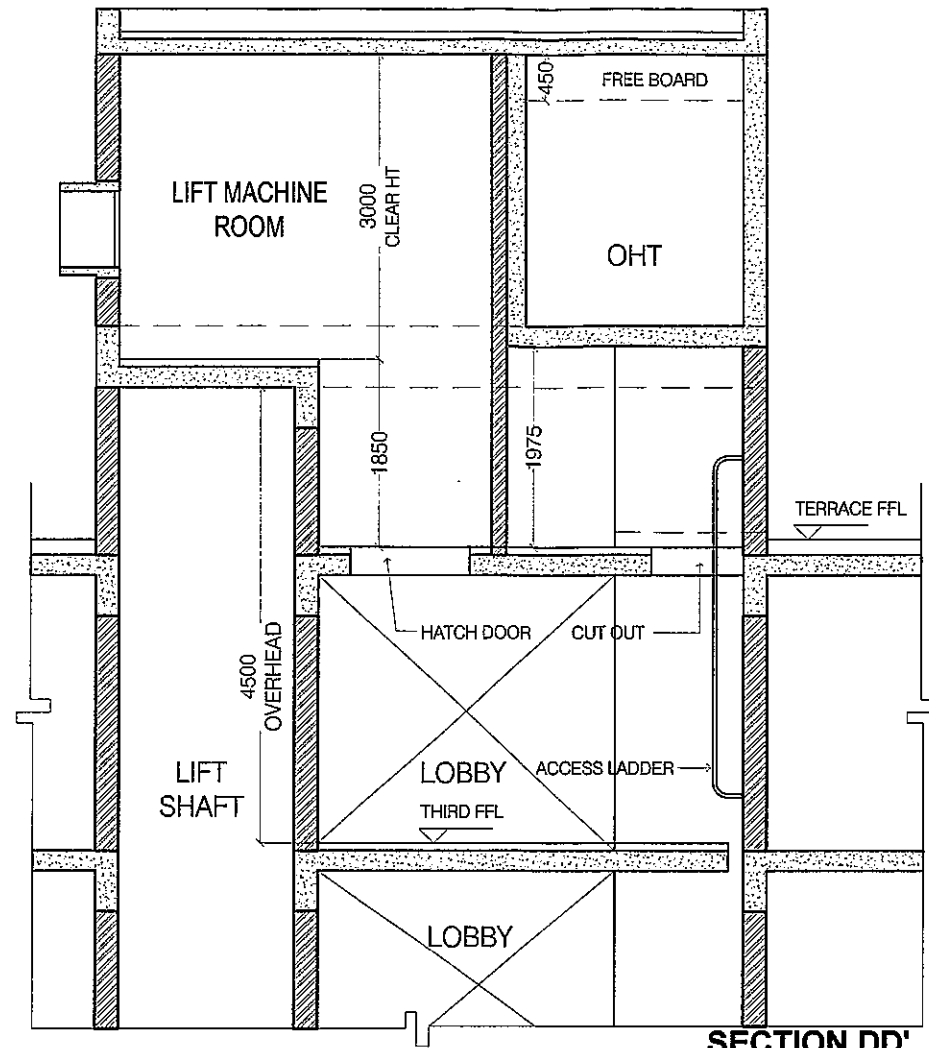 450
FREE BOARD
LIFT MACHINE
ROOM
3000
CLEAR HT
OHT
1850
1975
TERRACE FFL
HATCH DOOR
CUT OUT
4500
OVERHEAD
LIFT
SHAFT
LOBBY
ACCESS LADDER
THIRD FFL
LOBBY
SECTION DD'